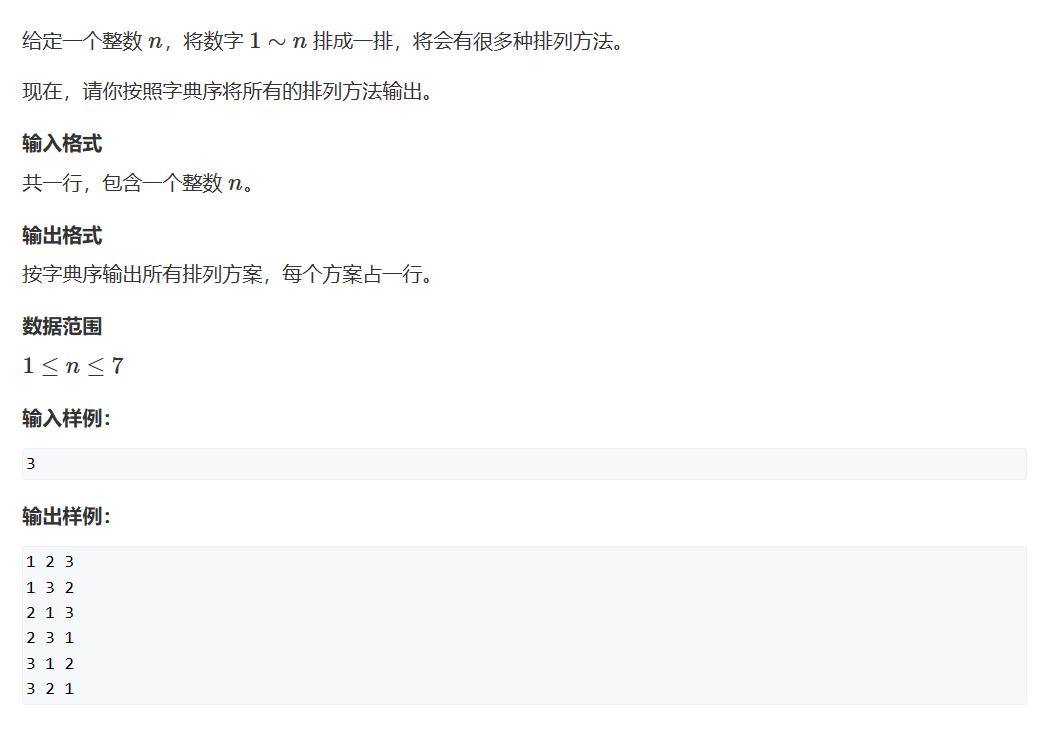 给定一个整数 n，将数字 1 ∼ n 排成一排，将会有很多种排列方法。
现在，请你按照字典序将所有的排列方法输出。
输入格式
共一行，包含一个整数 n。
输出格式
按字典序输出所有排列方案，每个方案占一行。
数据范围
1 ≤ n ≤ 7
输入样例：
3
输出样例：
1 2 3
1 3 2
2 1 3
2 3 1
3 1 2
3 2 1